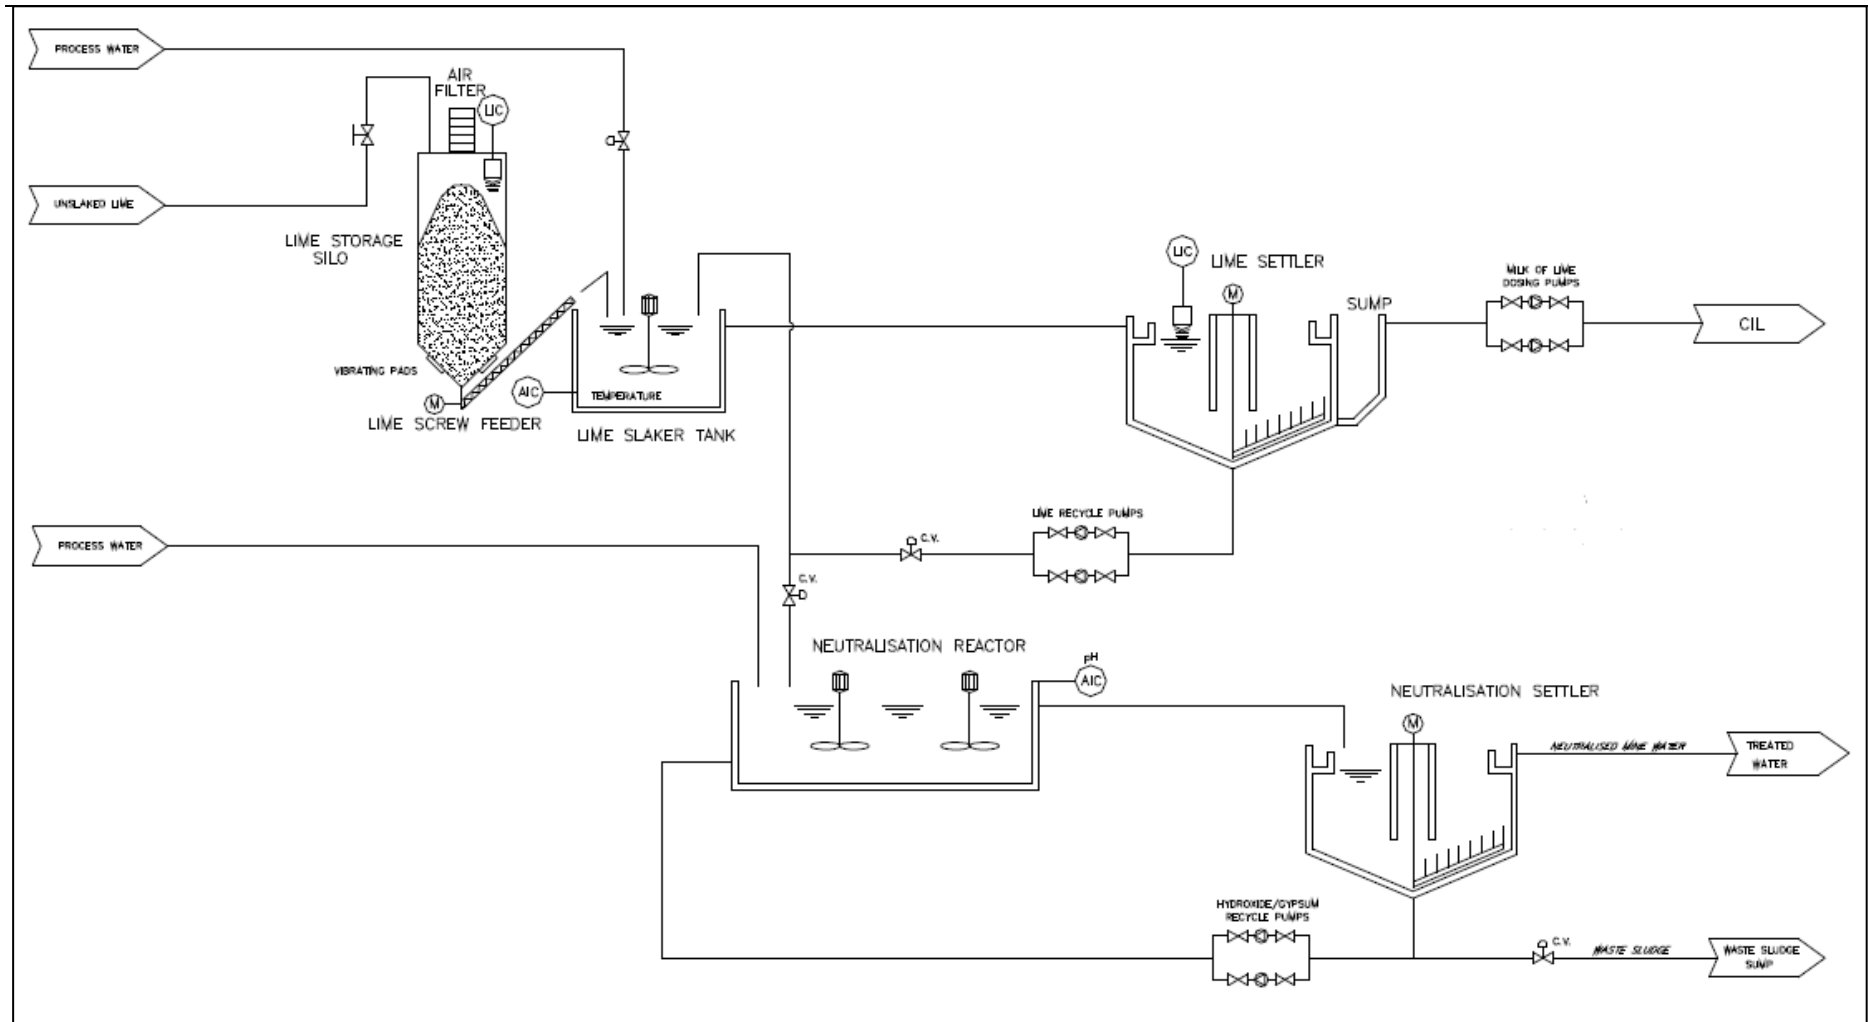 PROCESS WATER
AIR
FILTER
LIC
UNSLAKED LIME
LIME STORAGE
SILO
VIBRATING PADS
M
LIME SCREW FEEDER
AIC
TEMPERATURE
LIME SLAKER TANK
LIC
LIME SETTLER
M
SUMP
MILK OF LIME
DOSING PUMPS
CIL
LIME RECYCLE PUMPS
C.V.
PROCESS WATER
C.V.
NEUTRALISATION REACTOR
pH
AIC
NEUTRALISATION SETTLER
M
NEUTRALISED MINE WATER
TREATED
WATER
HYDROXIDE/GYPSUM
RECYCLE PUMPS
C.V.
WASTE SLUDGE
WASTE SLUDGE
SUMP